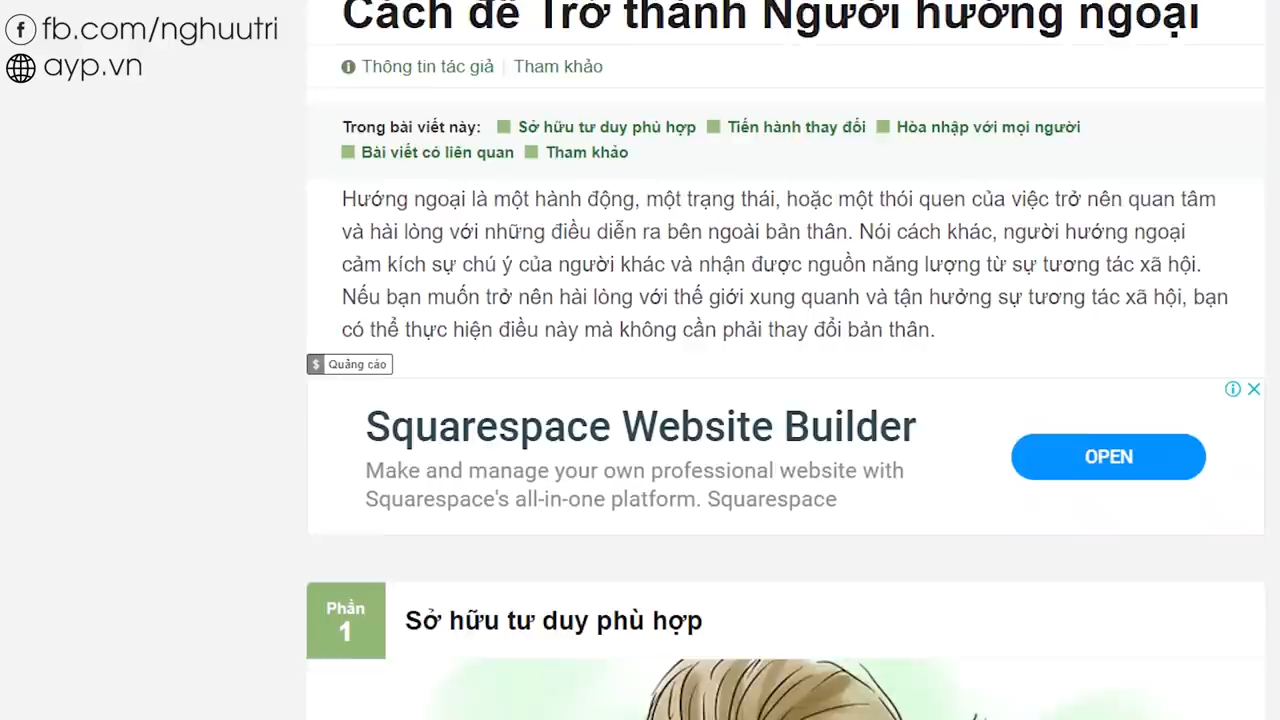 fb.com/nghuutri
ayp.vn
Cách để Trở thành Người hướng ngoại
Thông tin tác giả | Tham khảo
Trong bài viết này: Sở hữu tư duy phù hợp Tiến hành thay đổi Hòa nhập với mọi người
Bài viết có liên quan Tham khảo
Hướng ngoại là một hành động, một trạng thái, hoặc một thói quen của việc trở nên quan tâm
và hài lòng với những điều diễn ra bên ngoài bản thân. Nói cách khác, người hướng ngoại
cảm kích sự chú ý của người khác và nhận được nguồn năng lượng từ sự tương tác xã hội.
Nếu bạn muốn trở nên hài lòng với thế giới xung quanh và tận hưởng sự tương tác xã hội, bạn
có thể thực hiện điều này mà không cần phải thay đổi bản thân.
$ Quảng cáo
Squarespace Website Builder
Make and manage your own professional website with
Squarespace's all-in-one platform. Squarespace
OPEN
Phần
1
Sở hữu tư duy phù hợp